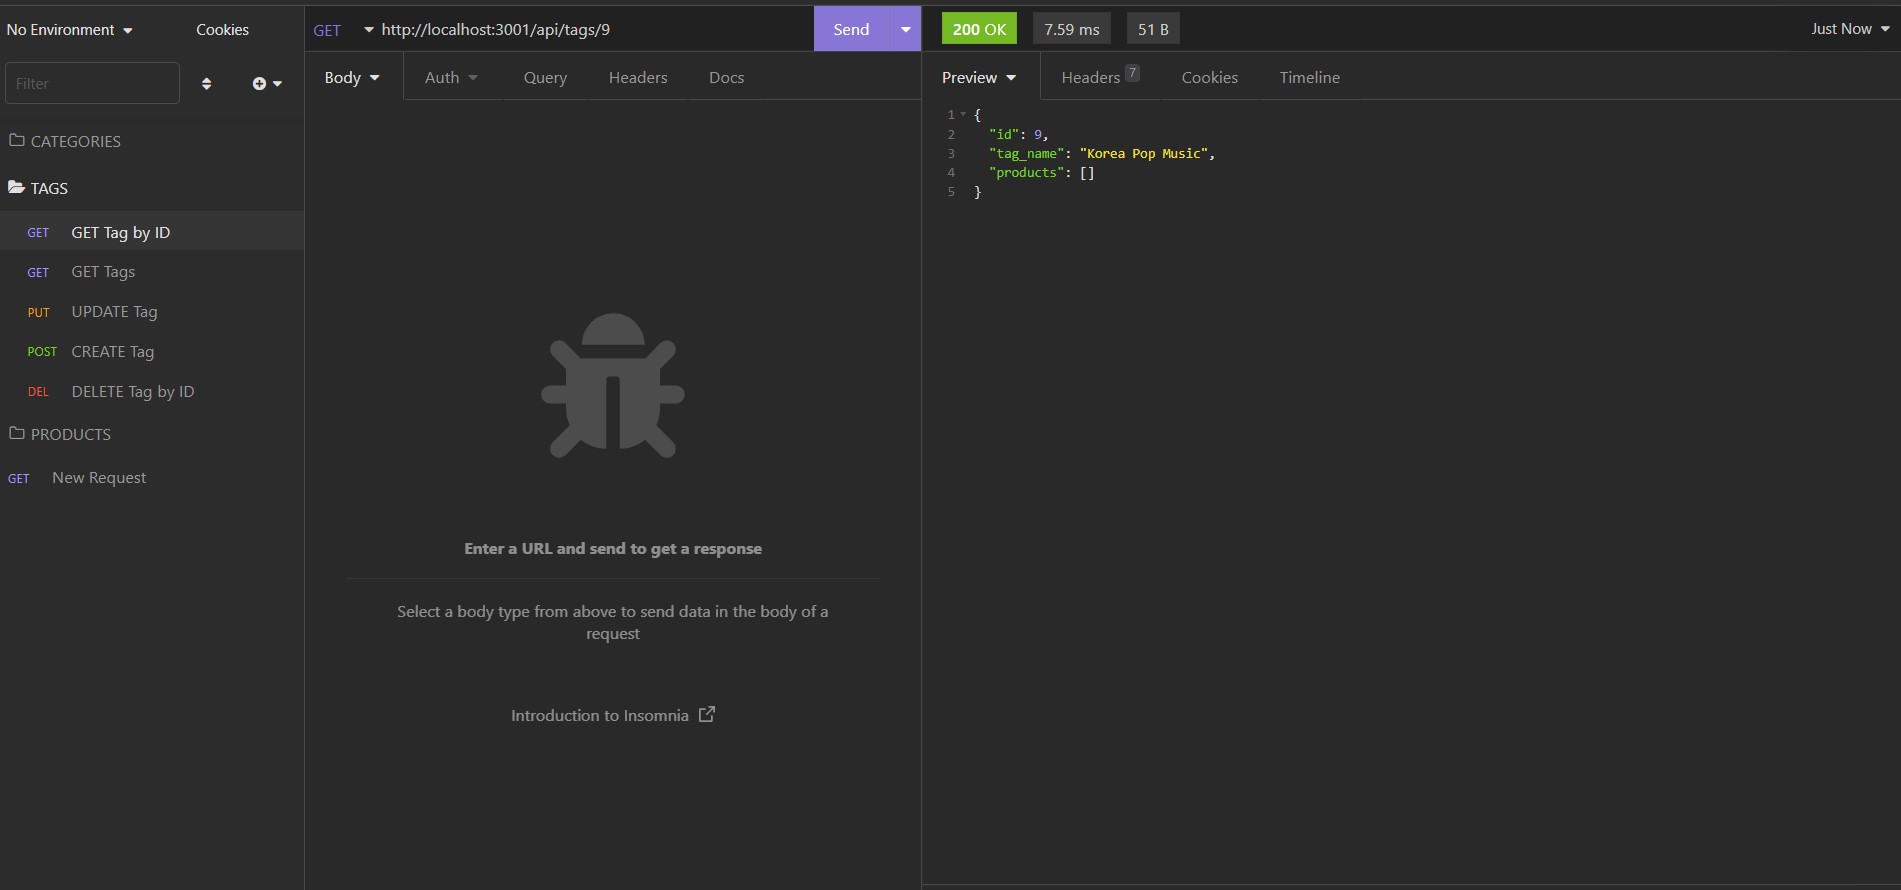 No Environment
Cookies
Filter
CATEGORIES
TAGS
GET GET Tag by ID
GET GET Tags
PUT UPDATE Tag
POST CREATE Tag
DEL DELETE Tag by ID
PRODUCTS
GET New Request
GET http://localhost:3001/api/tags/9 Send
Body Auth Query Headers Docs
Enter a URL and send to get a response
Select a body type from above to send data in the body of a
request
Introduction to Insomnia
200 OK 7.59 ms 51 B Just Now
Preview Headers 7 Cookies Timeline
1 {
2 "id": 9,
3 "tag_name": "Korea Pop Music",
4 "products": []
5 }